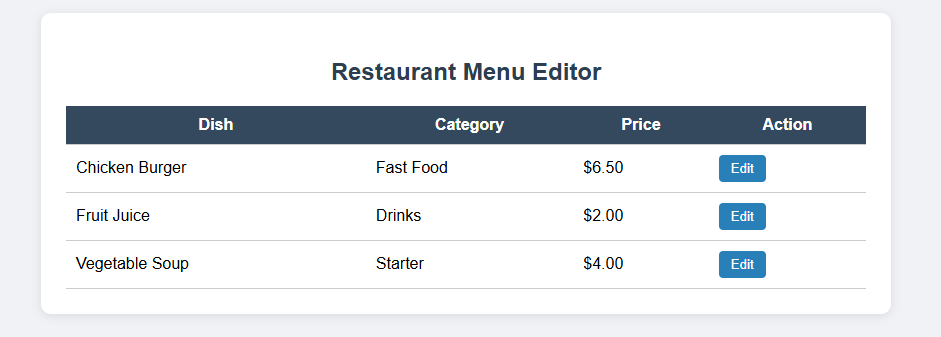 Restaurant Menu Editor
Dish Category Price Action
Chicken Burger Fast Food $6.50 Edit
Fruit Juice Drinks $2.00 Edit
Vegetable Soup Starter $4.00 Edit